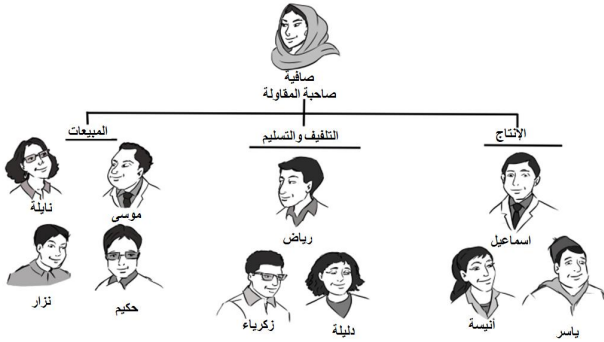 صافية
صاحبة المقاولة
الإنتاج
التلفيف والتسليم
المبيعات
اسماعيل
رياض
موسى
نايلة
ياسر
أنيسة
دليلة
زكرياء
حكيم
نزار